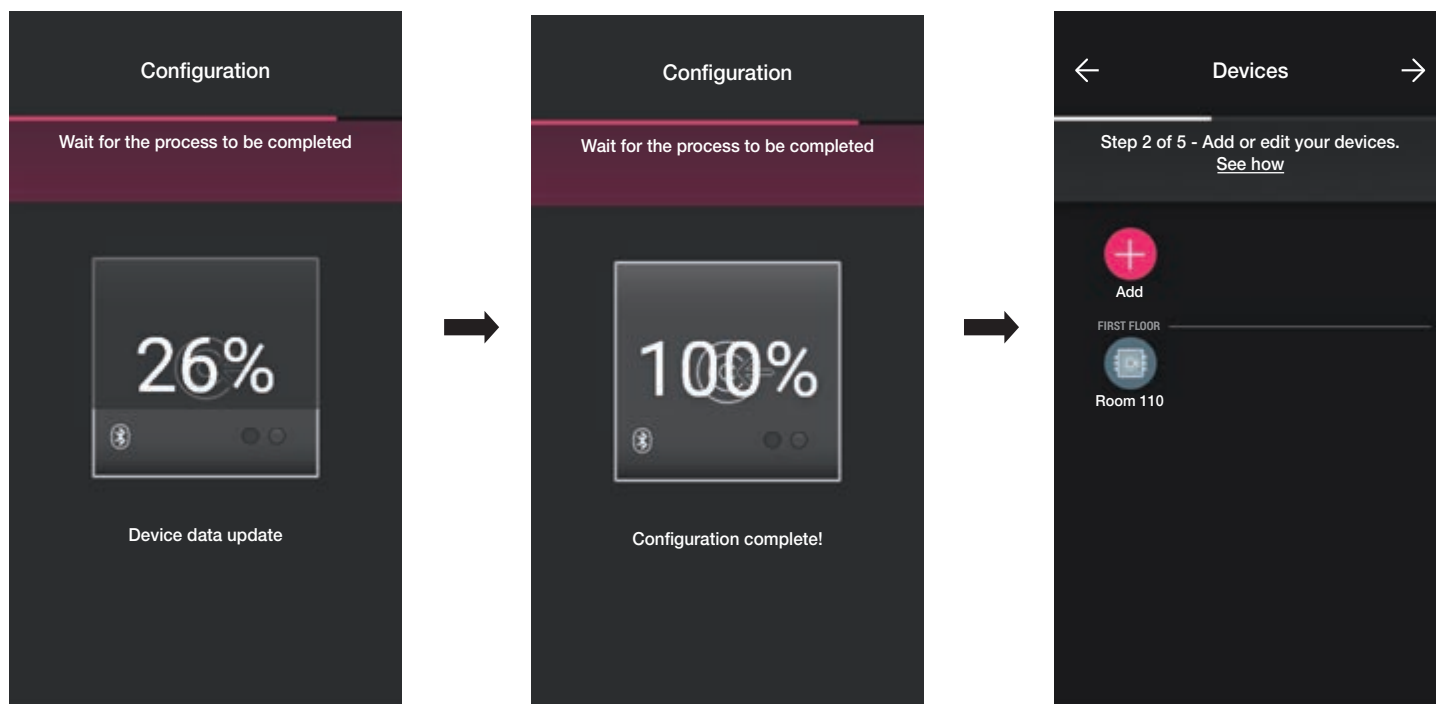 Configuration
Wait for the process to be completed
26%
Device data update
Configuration
Wait for the process to be completed
100%
Configuration complete!
Devices
Step 2 of 5 - Add or edit your devices.
See how
Add
FIRST FLOOR
Room 110